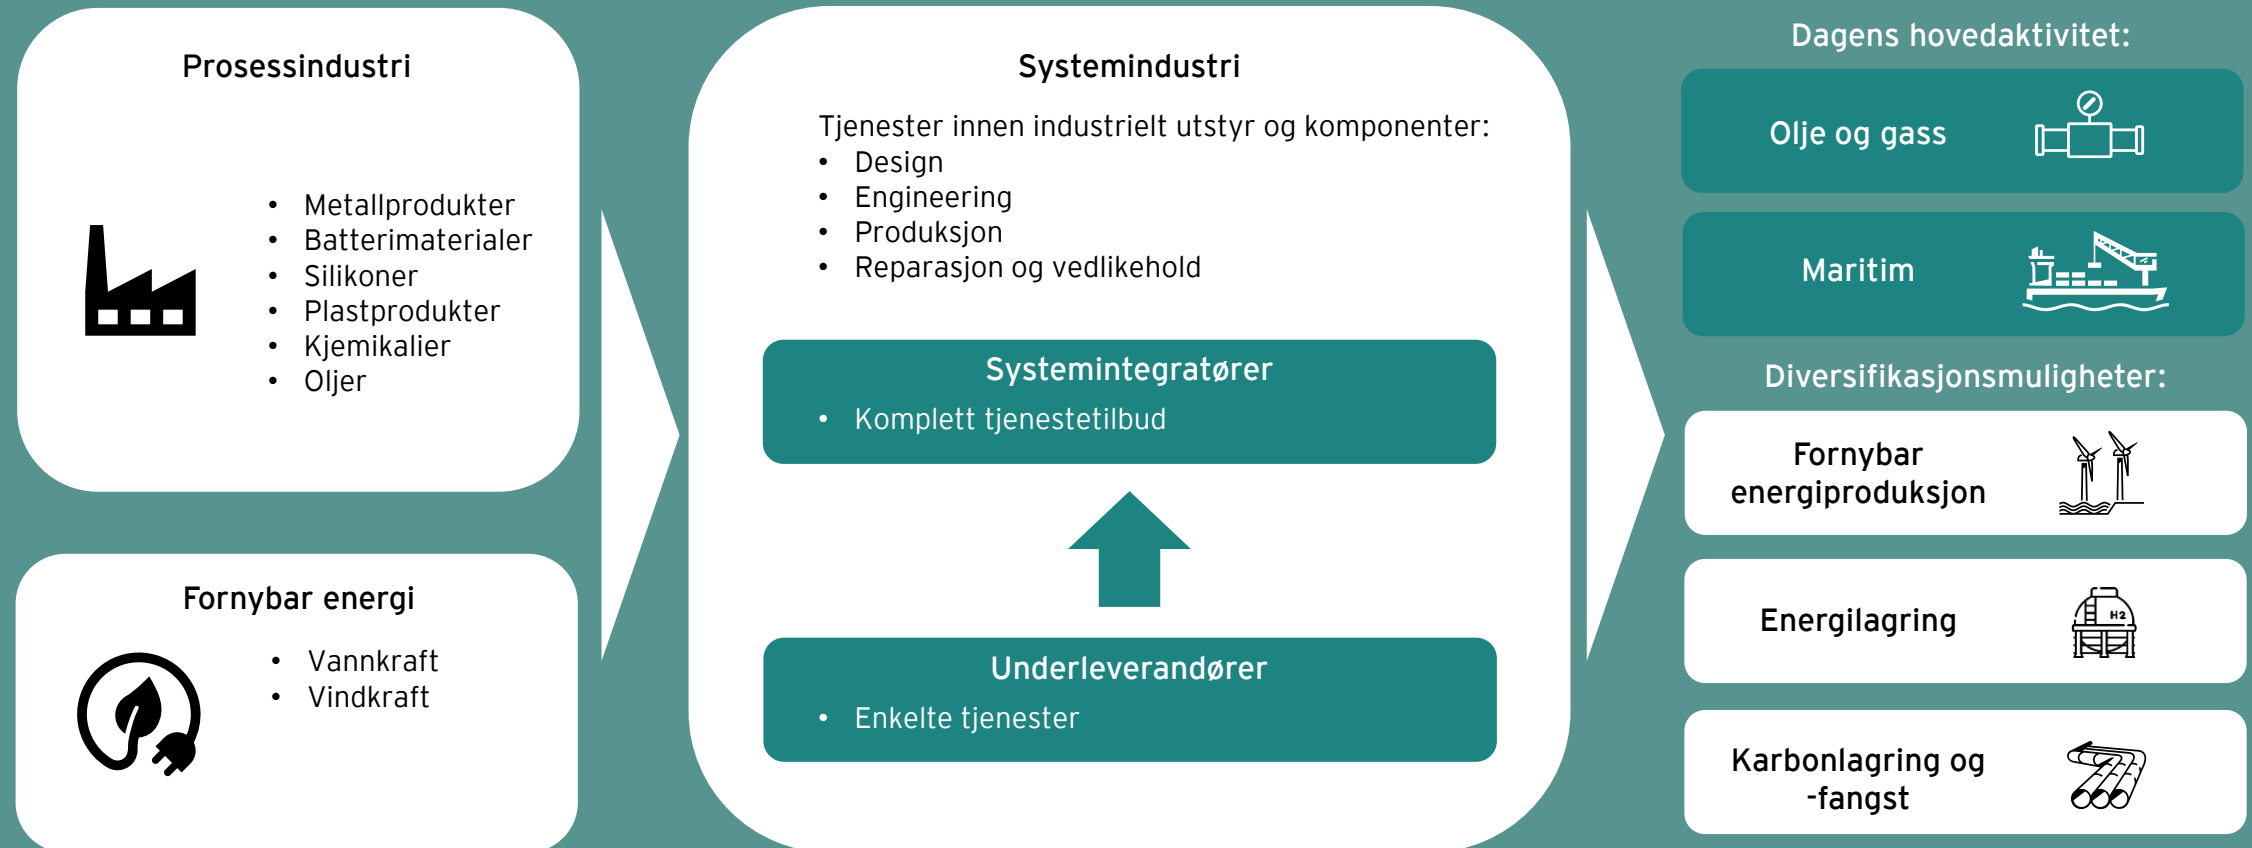 Prosessindustri
• Metallprodukter
• Batterimaterialer
• Silikoner
• Plastprodukter
• Kjemikalier
• Oljer
Fornybar energi
• Vannkraft
• Vindkraft
Systemindustri
Tjenester innen industrielt utstyr og komponenter:
• Design
• Engineering
• Produksjon
• Reparasjon og vedlikehold
Systemintegratører
• Komplett tjenestetilbud
Underleverandører
• Enkelte tjenester
Dagens hovedaktivitet:
Olje og gass
Maritim
Diversifikasjonsmuligheter:
Fornybar
energiproduksjon
Energilagring
H2
Karbonlagring og
-fangst